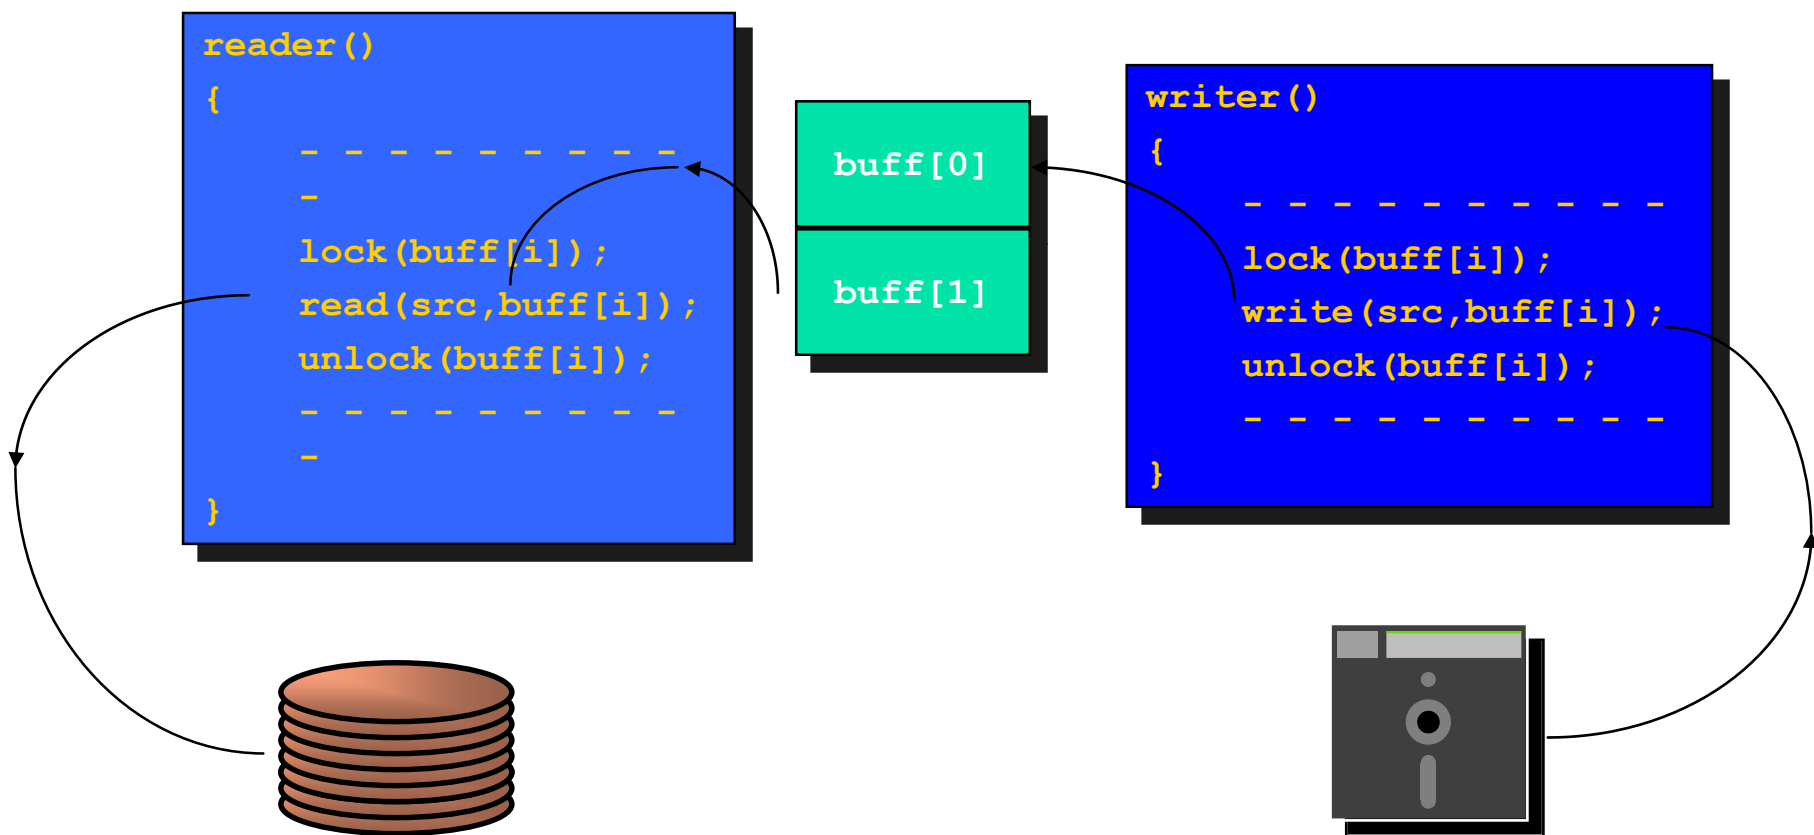 reader()
{
- - - - - - - - -
-
lock(buff[i]);
read(src,buff[i]);
unlock(buff[i]);
- - - - - - - - -
-
}
buff[0]
buff[1]
writer()
{
- - - - - - - - - -
lock(buff[i]);
write(src,buff[i]);
unlock(buff[i]);
- - - - - - - - - -
}